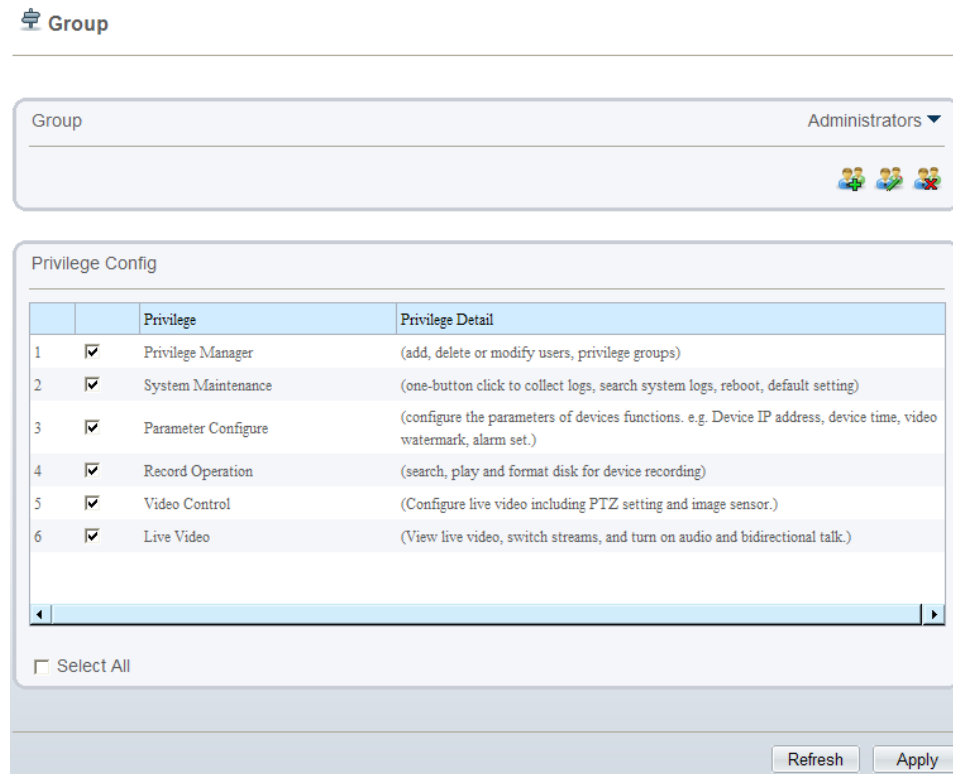 Group
Group
Administrators
Privilege Config
Privilege
Privilege Detail
1 Privilege Manager (add, delete or modify users, privilege groups)
2 System Maintenance (one-button click to collect logs, search system logs, reboot, default setting)
3 Parameter Configure (configure the parameters of devices functions. e.g. Device IP address, device time, video
watermark, alarm set.)
4 Record Operation (search, play and format disk for device recording)
5 Video Control (Configure live video including PTZ setting and image sensor.)
6 Live Video (View live video, switch streams, and turn on audio and bidirectional talk.)
Select All
Refresh
Apply